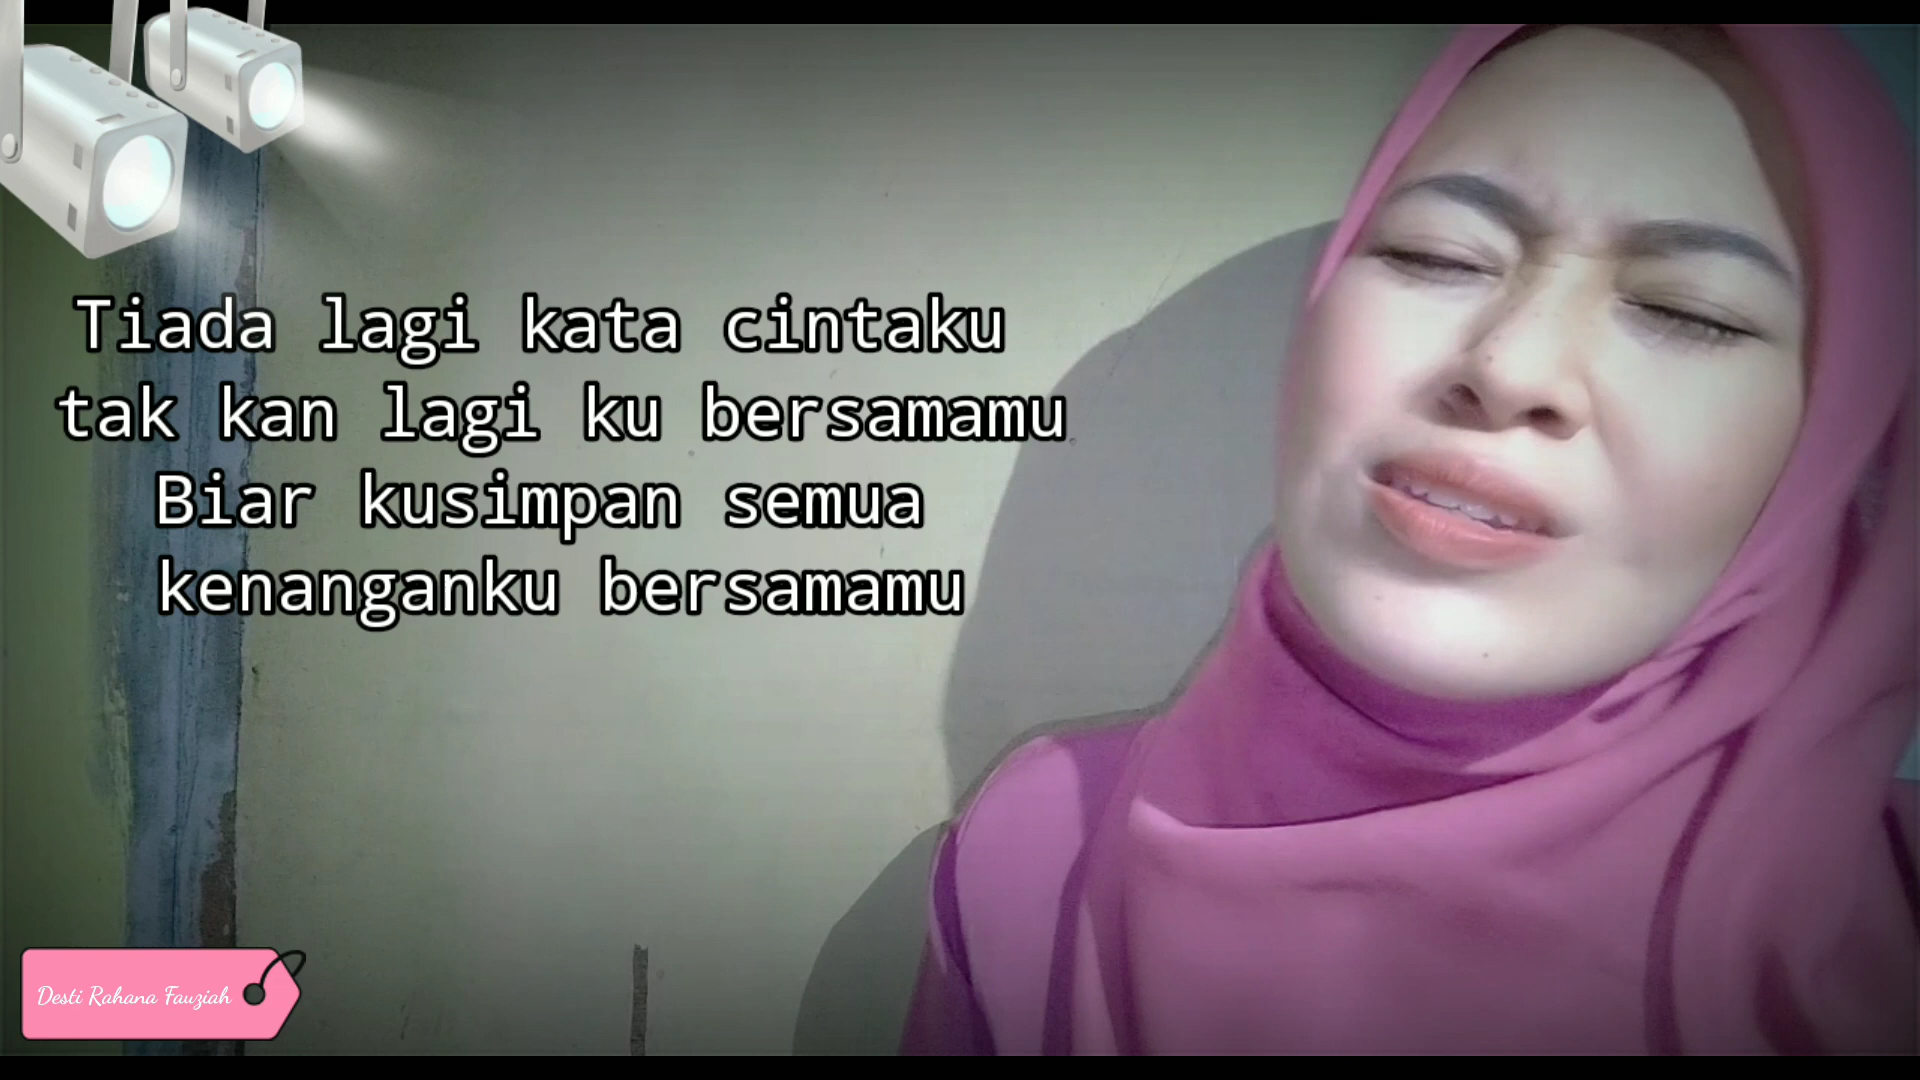 Tiada lagi kata cintaku
tak kan lagi ku bersamamu
Biar kusimpan semua
kenanganku bersamamu
Desti Rahana Fauziah